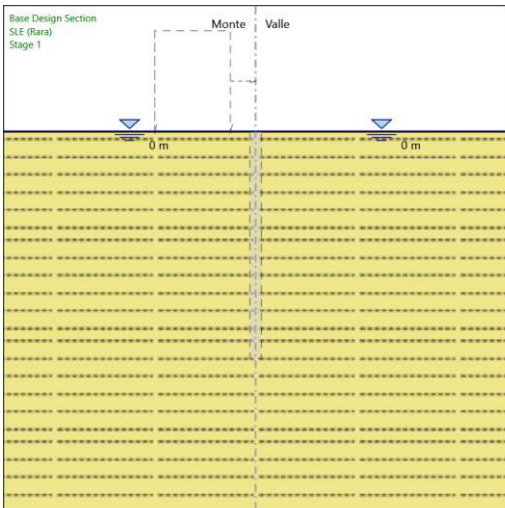 Base Design Section
SLE (Rara)
Stage 1
Monte
Valle
0 m
0 m